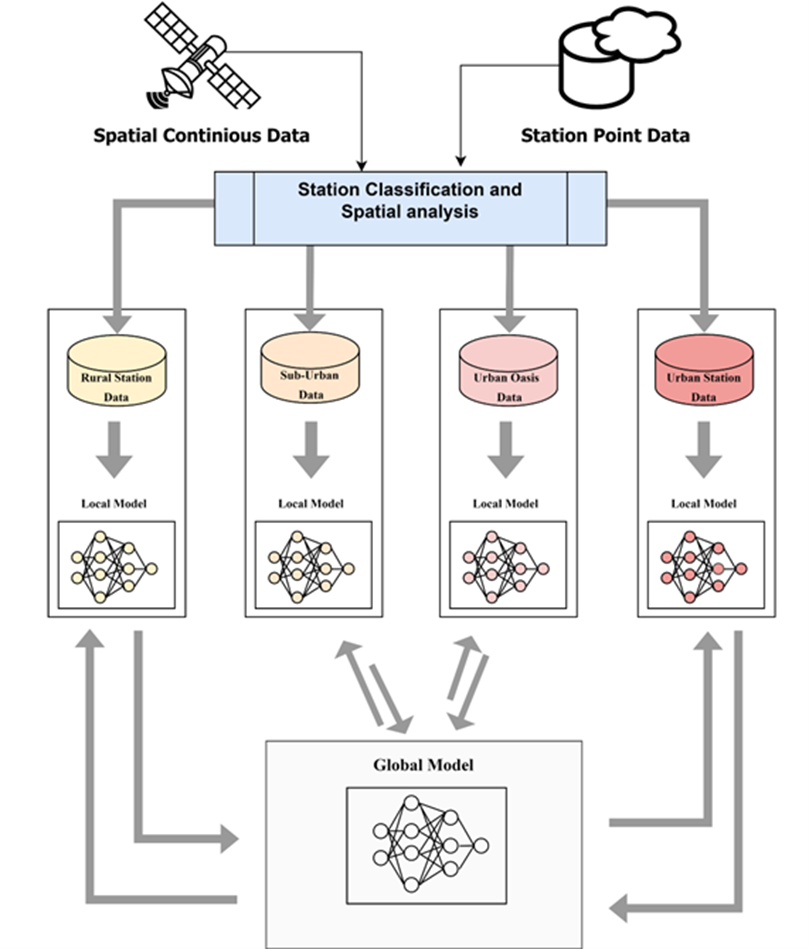 Spatial Continious Data
Station Point Data
Station Classification and
Spatial analysis
Rural Station
Data
Sub-Urban
Data
Urban Oasis
Data
Urban Station
Data
Local Model
Local Model
Local Model
Local Model
Global Model